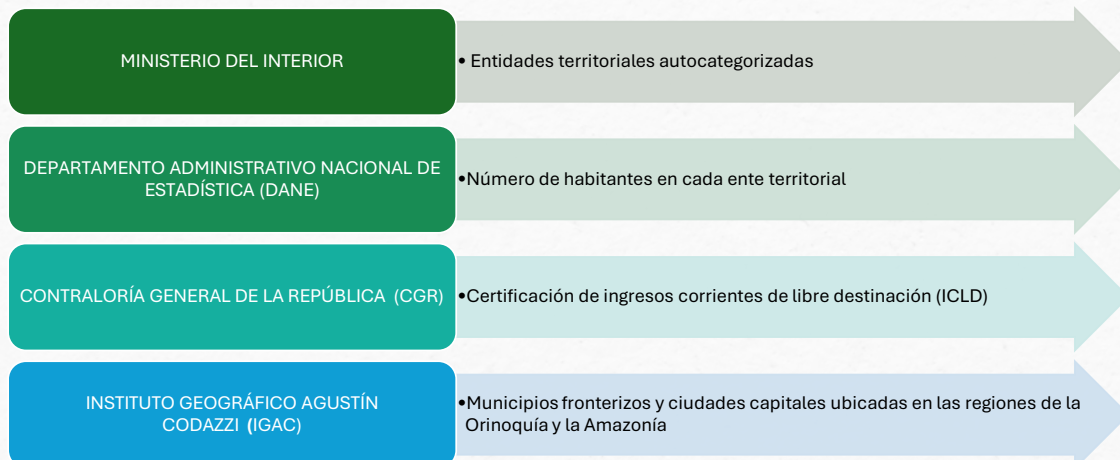 MINISTERIO DEL INTERIOR
• Entidades territoriales autocategorizadas
DEPARTAMENTO ADMINISTRATIVO NACIONAL DE
ESTADÍSTICA (DANE)
•Número de habitantes en cada ente territorial
CONTRALORÍA GENERAL DE LA REPÚBLICA (CGR)
•Certificación de ingresos corrientes de libre destinación (ICLD)
INSTITUTO GEOGRÁFICO AGUSTÍN
CODAZZI (IGAC)
•Municipios fronterizos y ciudades capitales ubicadas en las regiones de la
Orinoquía y la Amazonía